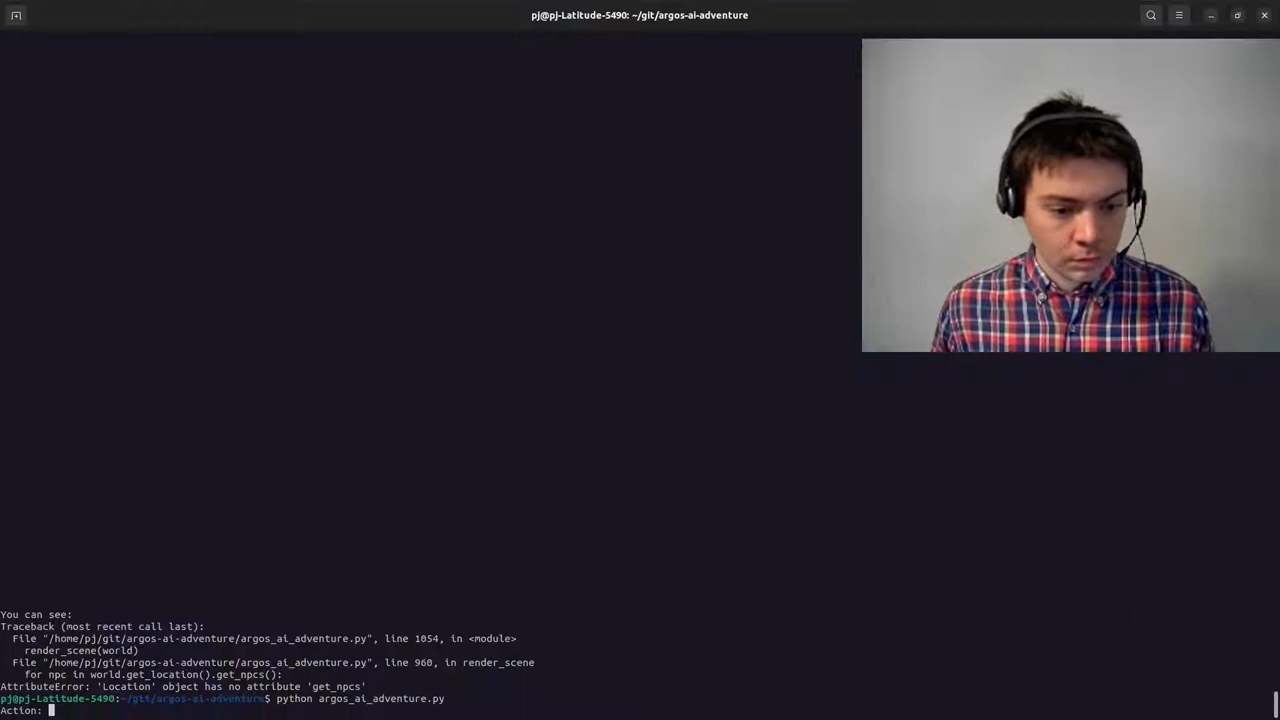 pj@pj-Latitude-5490: ~/git/argos-ai-adventure
You can see:
Traceback (most recent call last):
  File "/home/pj/git/argos-ai-adventure/argos_ai_adventure.py", line 1054, in <module>
    render_scene(world)
  File "/home/pj/git/argos-ai-adventure/argos_ai_adventure.py", line 960, in render_scene
    for npc in world.get_location().get_npcs():
AttributeError: 'Location' object has no attribute 'get_npcs'
pj@pj-Latitude-5490:~/git/argos-ai-adventure$ python argos_ai_adventure.py
Action: